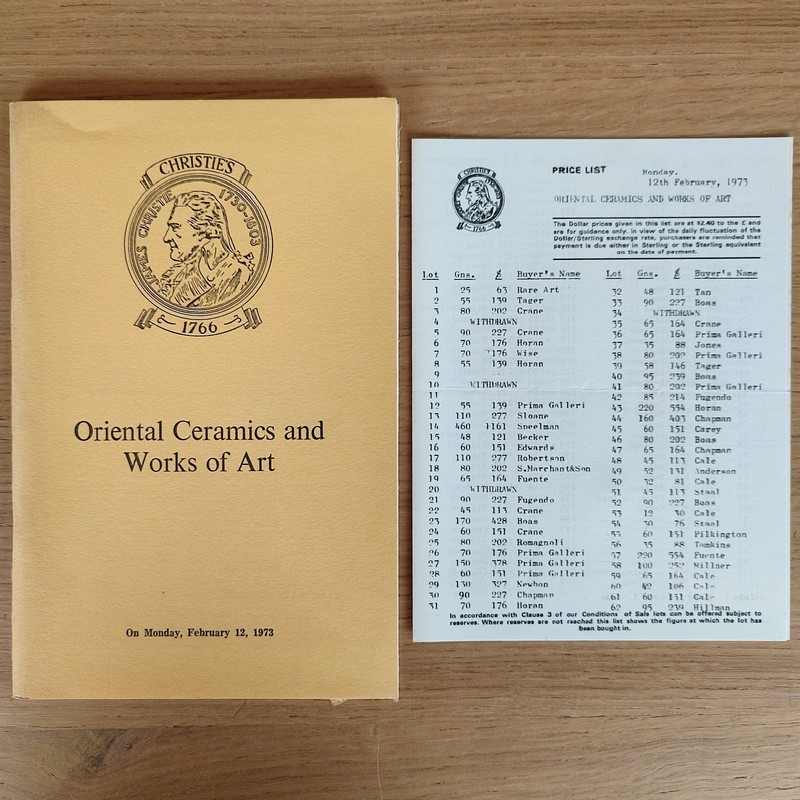 CHRISTIE'S
JAMES CHRISTIE 1730-1803
1766
Oriental Ceramics and
Works of Art
On Monday, February 12, 1973
CHRISTIE'S
1766
PRICE LIST Monday.
12th February, 1973
ORIENTAL CERAMICS AND WORKS OF ART
The Dollar prices given in this list are at $2.40 to the £ and
are for guidance only. In view of the daily fluctuation of the
Dollar/Sterling exchange rate, purchasers are reminded that
payment is due either in Sterling or the Sterling equivalent
on the date of payment.
Lot Gns. $ Buyer's Name
1 25 63 Rare Art
2 55 139 Tager
3 80 202 Crane
4 WITHDRAWN
5 90 227 Crane
6 70 176 Horan
7 70 176 Wise
8 55 139 Horan
9
10 WITHDRAWN
11
12 55 139 Prima Galleri
13 110 277 Sloane
14 460 1161 Speelman
15 48 121 Becker
16 60 151 Edwards
17 110 277 Robertson
18 80 202 S.Marchant&Son
19 65 164 Fuente
20 WITHDRAWN
21 90 227 Fugendo
22 45 113 Crane
23 170 428 Boas
24 60 151 Crane
25 80 202 Romagnoli
26 70 176 Prima Galleri
27 150 378 Prima Galleri
28 60 151 Prima Galleri
29 130 327 Newhon
30 90 227 Chapman
31 70 176 Horan
Lot Gns. $ Buyer's Name
32 48 121 Tan
33 90 227 Boas
34 WITHDRAWN
35 65 164 Crane
36 65 164 Prima Galleri
37 35 88 Jones
38 80 202 Prima Galleri
39 58 146 Tager
40 95 239 Boas
41 80 202 Prima Galleri
42 85 214 Fugendo
43 220 554 Horan
44 160 403 Chapman
45 60 151 Carey
46 80 202 Boas
47 65 164 Chapman
48 45 113 Cale
49 52 131 Anderson
50 32 81 Cale
51 45 113 Staal
52 90 227 Boas
53 12 30 Cale
54 30 76 Staal
55 60 151 Pilkington
56 35 88 Tomkins
57 220 554 Fuente
58 100 252 Millner
59 65 164 Cale
60 42 106 Cale
61 60 151 Cale
62 95 239 Hillman
In accordance with Clause 3 of our Conditions of Sale lots can be offered subject to
reserves. Where reserves are not reached this list shows the figure at which the lot has
been bought in.